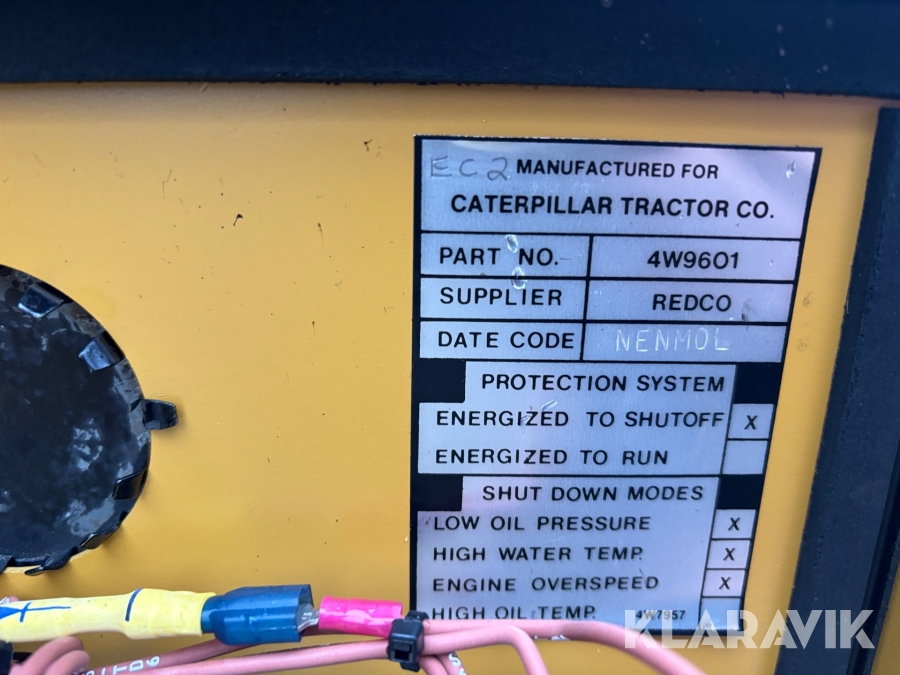 EC2 MANUFACTURED FOR
CATERPILLAR TRACTOR CO.
PART NO. 4W9601
SUPPLIER REDCO
DATE CODE NENMOL
PROTECTION SYSTEM
ENERGIZED TO SHUTOFF X
ENERGIZED TO RUN
SHUT DOWN MODES
LOW OIL PRESSURE X
HIGH WATER TEMP. X
ENGINE OVERSPEED X
HIGH OIL TEMP. 4W7957
KLARAVIK